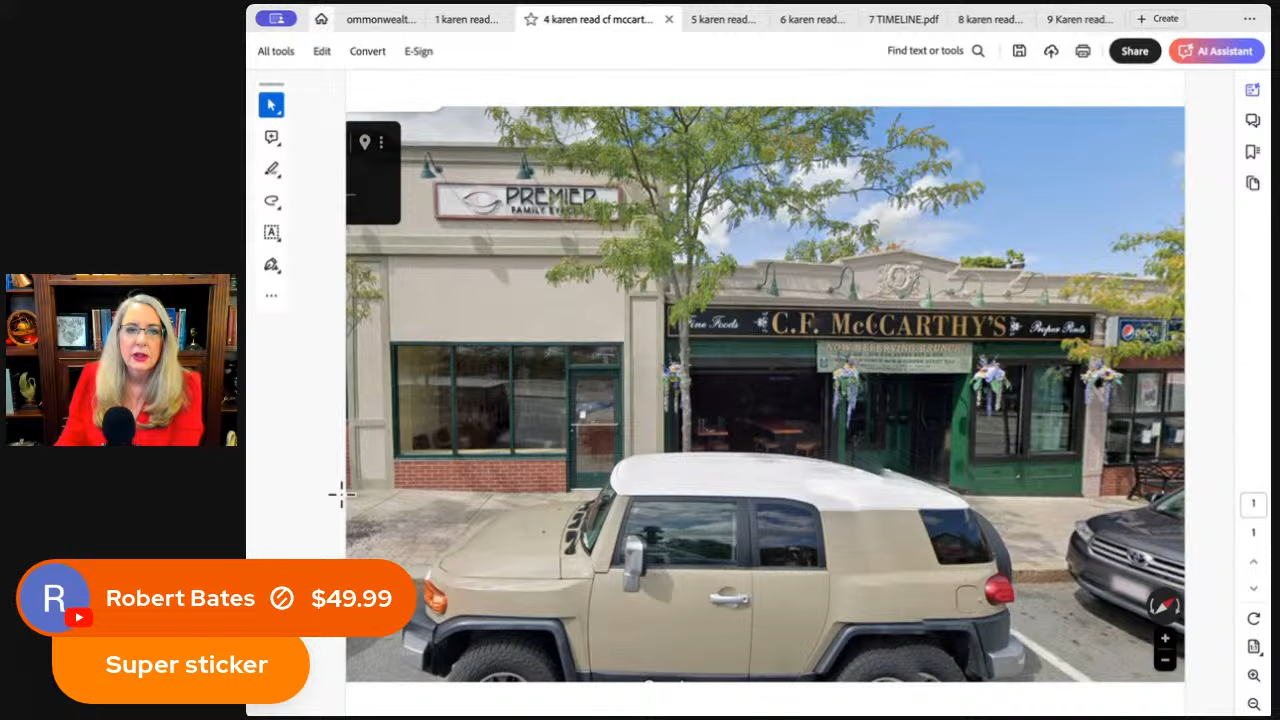 ommonwealt...
1 karen read...
4 karen read cf mccart...
5 karen read...
6 karen read...
7 TIMELINE.pdf
8 karen read...
9 Karen read...
+ Create
All tools
Edit
Convert
E-Sign
Find text or tools
Share
AI Assistant
PREMIER
FAMILY
Fine Foods
C.F. McCARTHY'S
Proper Pints
NOW SERVING BRUNCH
pepsi
1
1
R
Robert Bates
$49.99
Super sticker